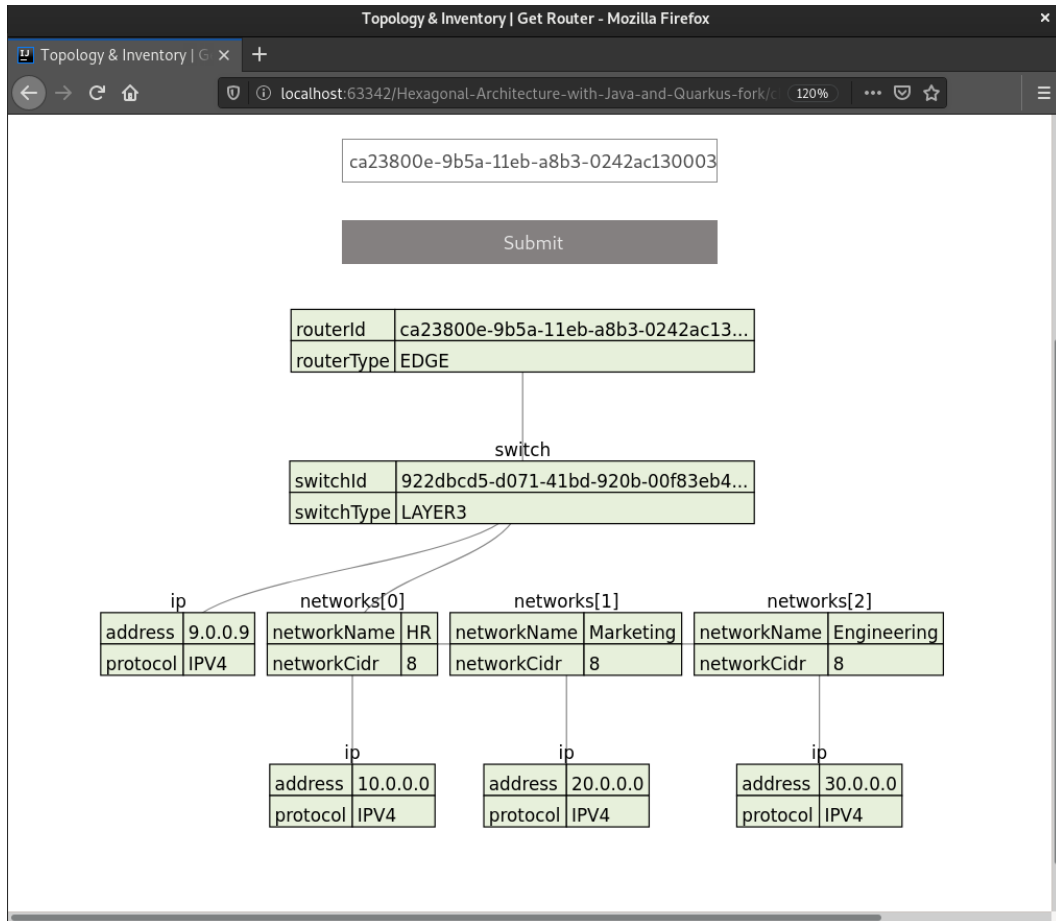 Topology & Inventory | Get Router - Mozilla Firefox
Topology & Inventory | G
localhost:63342/Hexagonal-Architecture-with-Java-and-Quarkus-fork/c 120%
ca23800e-9b5a-11eb-a8b3-0242ac130003
Submit
routerId ca23800e-9b5a-11eb-a8b3-0242ac13...
routerType EDGE
switch
switchId 922dbcd5-d071-41bd-920b-00f83eb4...
switchType LAYER3
ip networks[0] networks[1] networks[2]
address 9.0.0.9 networkName HR networkName Marketing networkName Engineering
protocol IPV4 networkCidr 8 networkCidr 8 networkCidr 8
ip ip ip
address 10.0.0.0 address 20.0.0.0 address 30.0.0.0
protocol IPV4 protocol IPV4 protocol IPV4